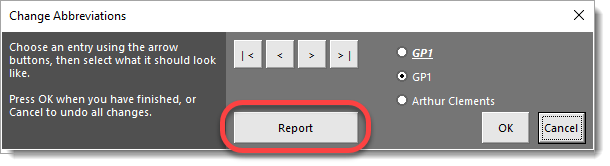 Change Abbreviations
Choose an entry using the arrow
buttons, then select what it should look
like.
Press OK when you have finished, or
Cancel to undo all changes.
|< < > >|
GP1
GP1
Arthur Clements
Report
OK Cancel